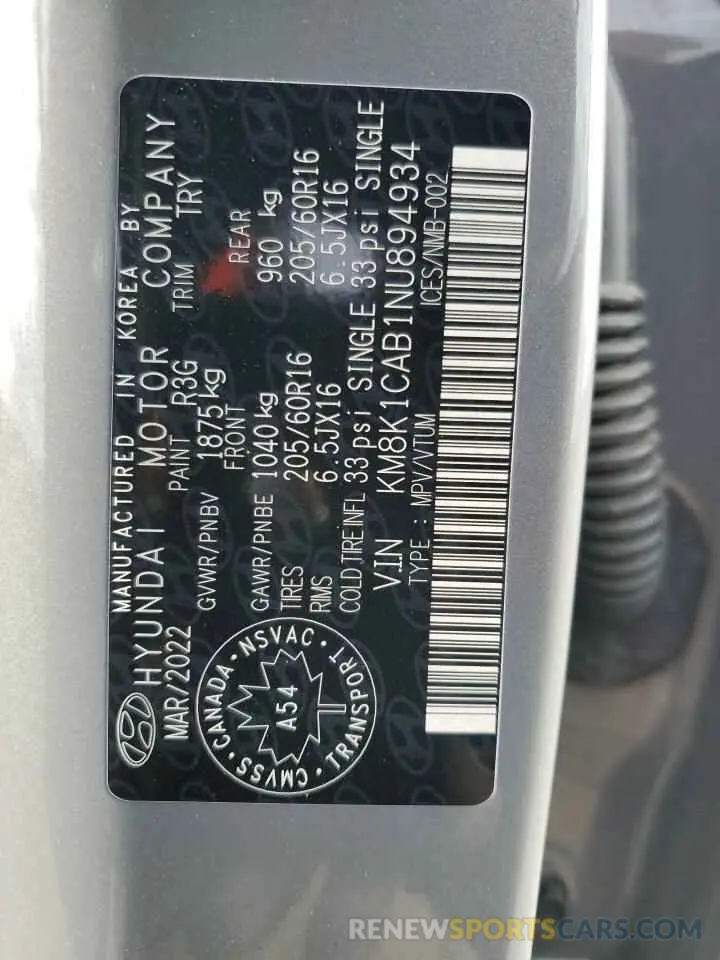 MANUFACTURED IN KOREA BY
HYUNDAI MOTOR COMPANY
MAR/2022 PAINT R3G TRIM TRY
GVWR/PNBV 1875kg
FRONT REAR
GAWR/PNBE 1040kg 960 kg
TIRES 205/60R16 205/60R16
RIMS 6.5JX16 6.5JX16
COLD TIRE INFL 33 psi SINGLE 33 psi SINGLE
VIN KM8K1CAB1NU894934
TYPE : MPV/VTUM ICES/NMB-002
CANADA · NSVAC · TRANSPORT · CMVSS ·
A54
RENEWSPORTSCARS.COM